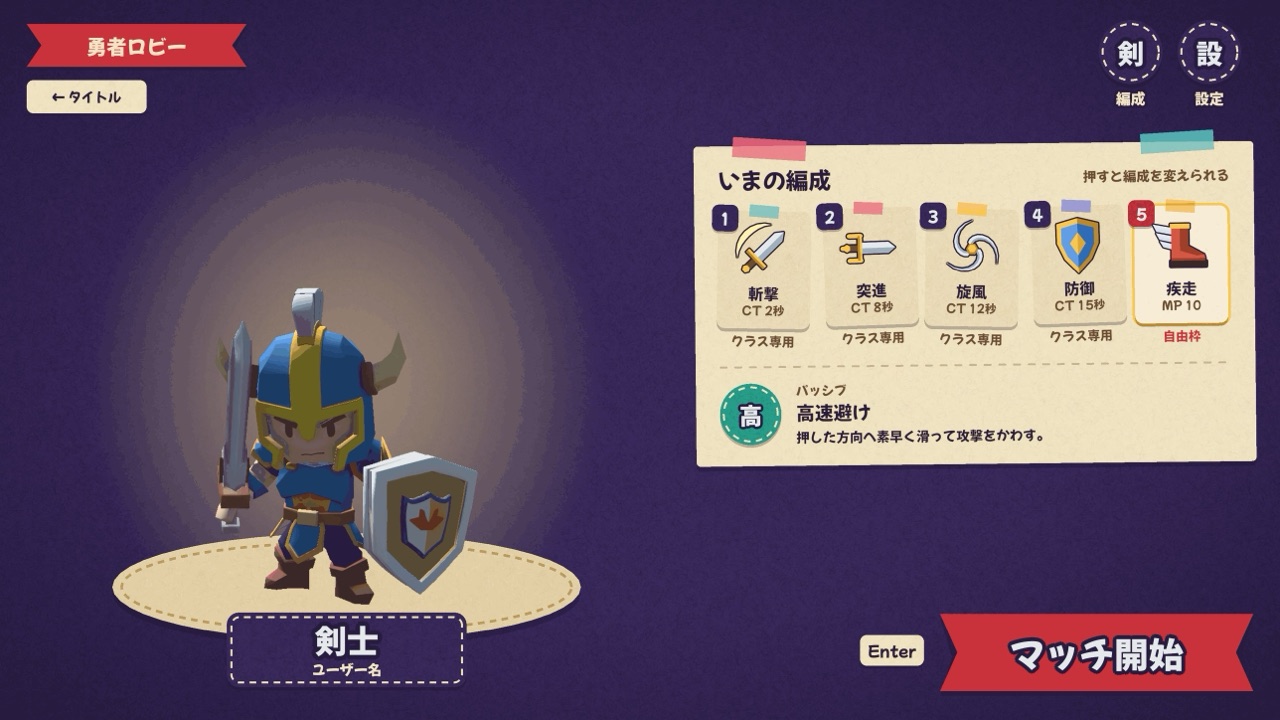 勇者ロビー
←タイトル
剣
設
編成
設定
いまの編成
押すと編成を変えられる
1
2
3
4
5
斬撃
CT 2秒
クラス専用
突進
CT 8秒
クラス専用
旋風
CT 12秒
クラス専用
防御
CT 15秒
クラス専用
疾走
MP 10
自由枠
高
パッシブ
高速避け
押した方向へ素早く滑って攻撃をかわす。
剣士
ユーザー名
Enter
マッチ開始